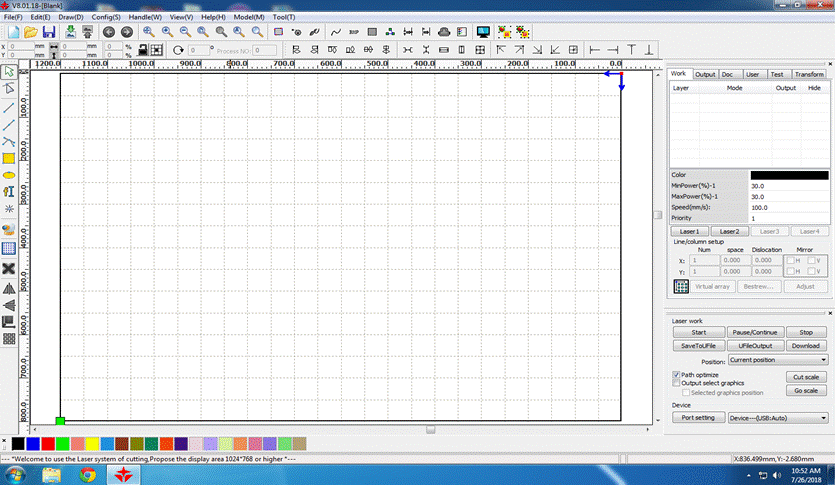 V8.01.18-[Blank]
File(F) Edit(E) Draw(D) Config(S) Handle(W) View(V) Help(H) Model(M) Tool(T)
X 0 mm 0 mm 0 %
Y 0 mm 0 mm 0 %
0 ° Process NO: 0
1200.0 1100.0 1000.0 900.0 800.0 700.0 600.0 500.0 400.0 300.0 200.0 100.0 0.0
100.0
200.0
300.0
400.0
500.0
600.0
700.0
800.0
Work Output Doc User Test Transform
Layer Mode Output Hide
Color
MinPower(%)-1 30.0
MaxPower(%)-1 30.0
Speed(mm/s): 100.0
Priority 1
Laser1 Laser2 Laser3 Laser4
Line/column setup
Num space Dislocation Mirror
X: 1 0.000 0.000 H V
Y: 1 0.000 0.000 H V
Virtual array Bestrew... Adjust
Laser work
Start Pause/Continue Stop
SaveToUFile UFileOutput Download
Position: Current position
Path optimize
Output select graphics
Selected graphics position
Cut scale
Go scale
Device
Port setting Device---(USB:Auto)
--- *Welcome to use the Laser system of cutting,Propose the display area 1024*768 or higher *---
X:836.499mm,Y:-2.680mm
10:52 AM
7/26/2018